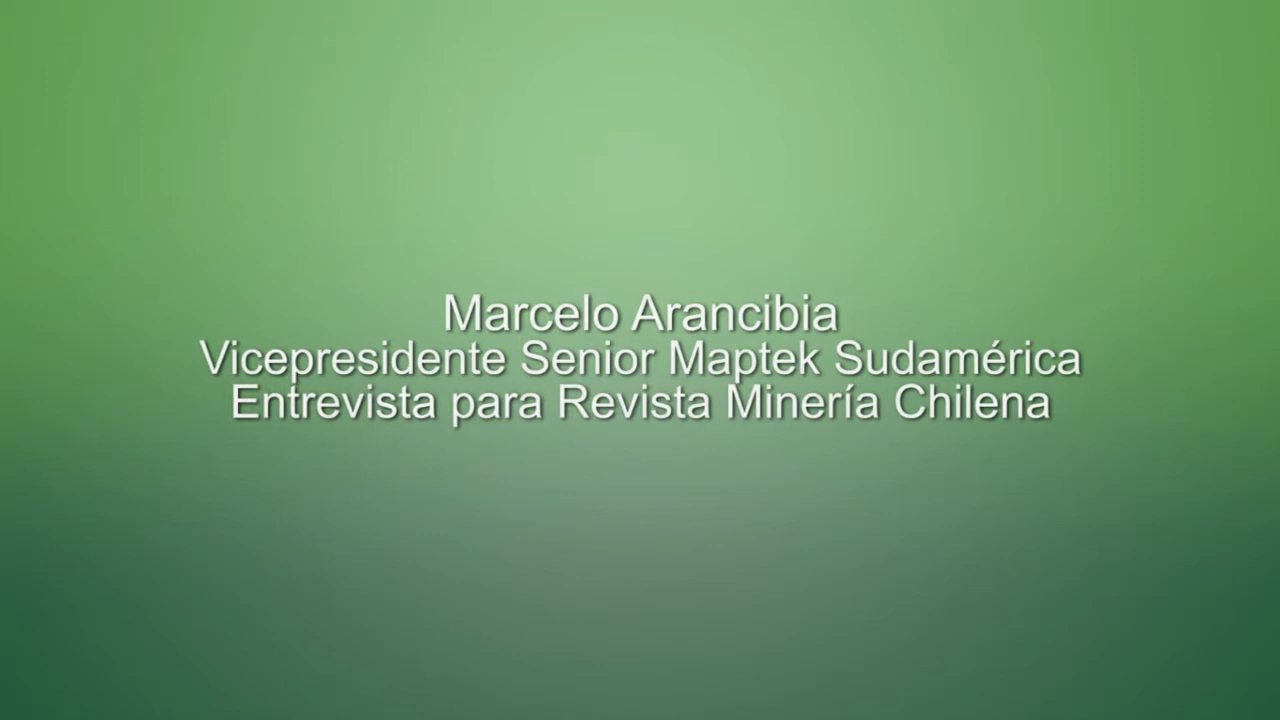 Marcelo Arancibia
Vicepresidente Senior Maptek Sudamérica
Entrevista para Revista Minería Chilena